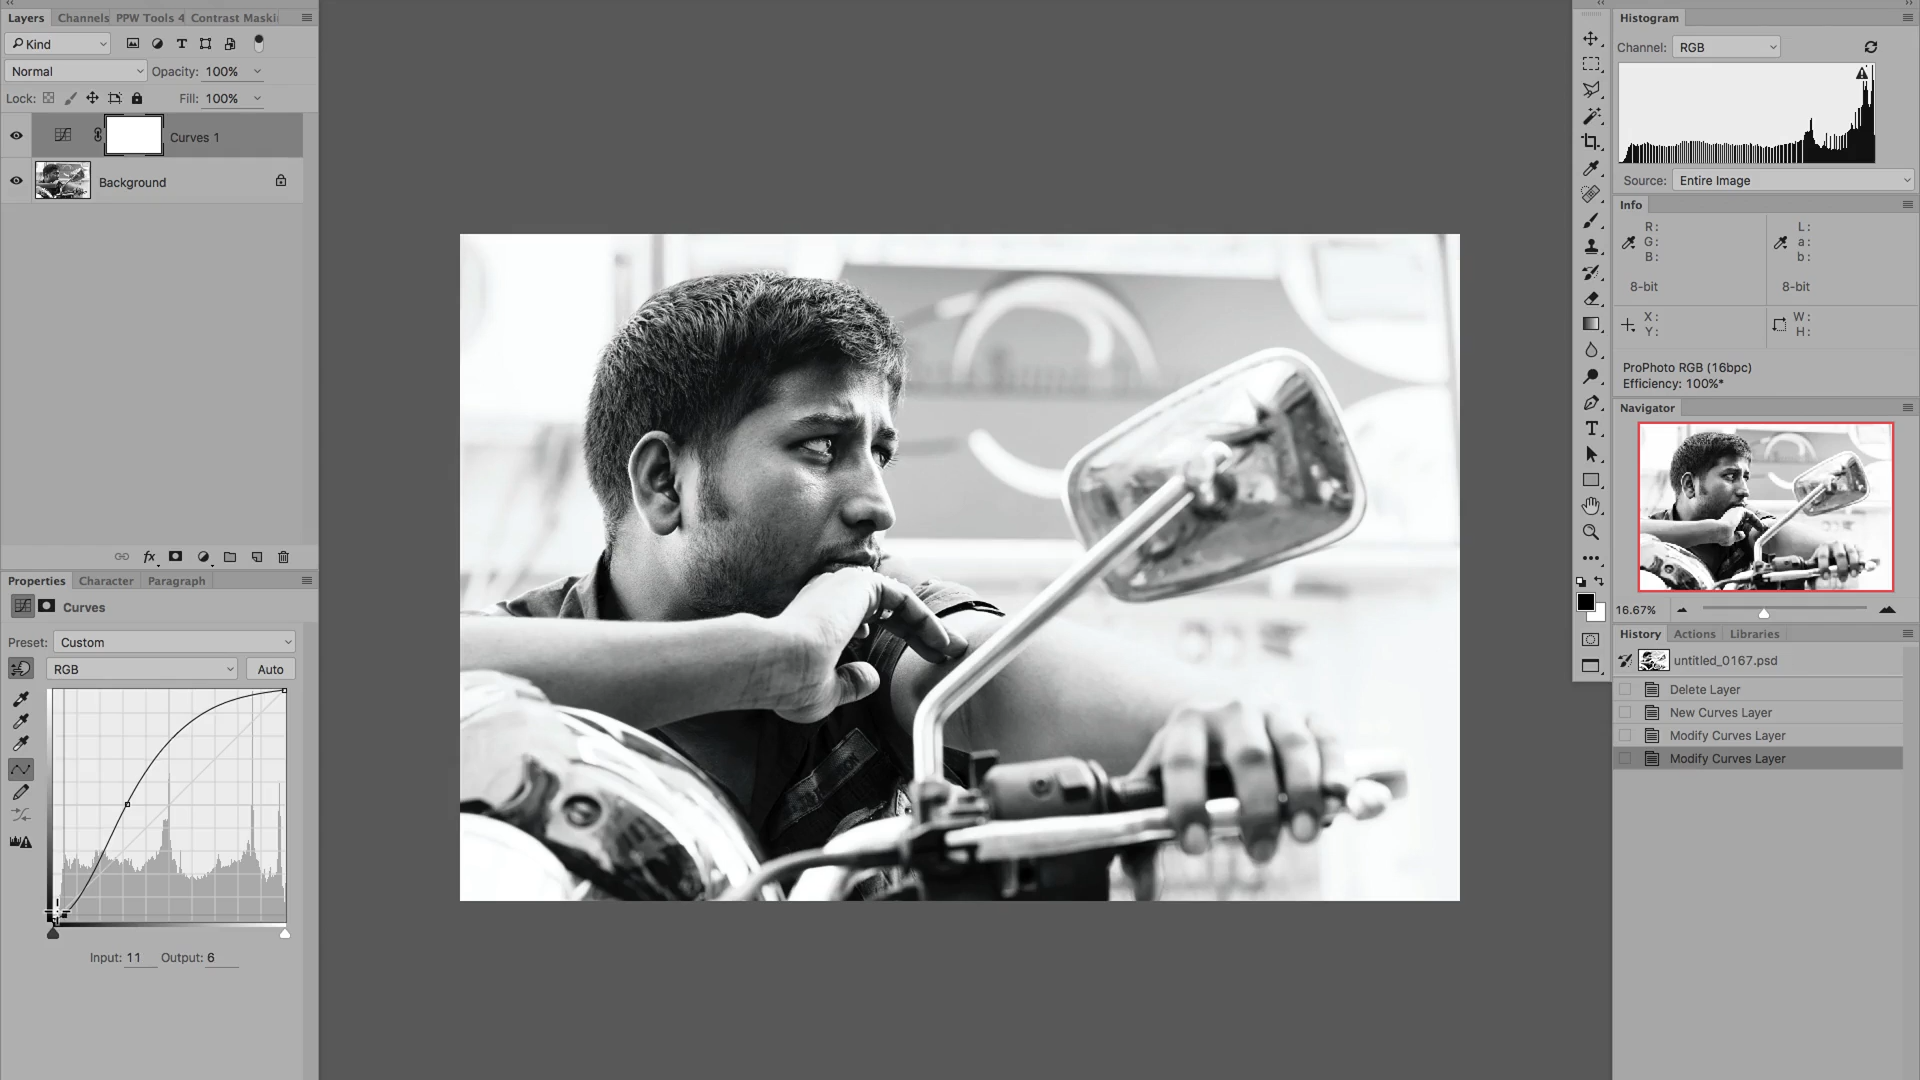 Layers Channels PPW Tools 4 Contrast Maski
Kind
Normal Opacity: 100%
Lock: Fill: 100%
Curves 1
Background
fx
Properties Character Paragraph
Curves
Preset: Custom
RGB Auto
Input: 11 Output: 6
Histogram
Channel: RGB
Source: Entire Image
Info
R:
G:
B:
L:
a:
b:
8-bit 8-bit
X:
Y:
W:
H:
ProPhoto RGB (16bpc)
Efficiency: 100%*
Navigator
16.67%
History Actions Libraries
untitled_0167.psd
Delete Layer
New Curves Layer
Modify Curves Layer
Modify Curves Layer